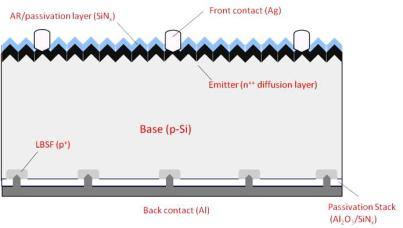 AR/passivation layer (SiNₓ)
Front contact (Ag)
Emitter (n⁺⁺ diffusion layer)
Base (p-Si)
LBSF (p⁺)
Back contact (Al)
Passivation Stack
(Al₂O₃/SiNₓ)